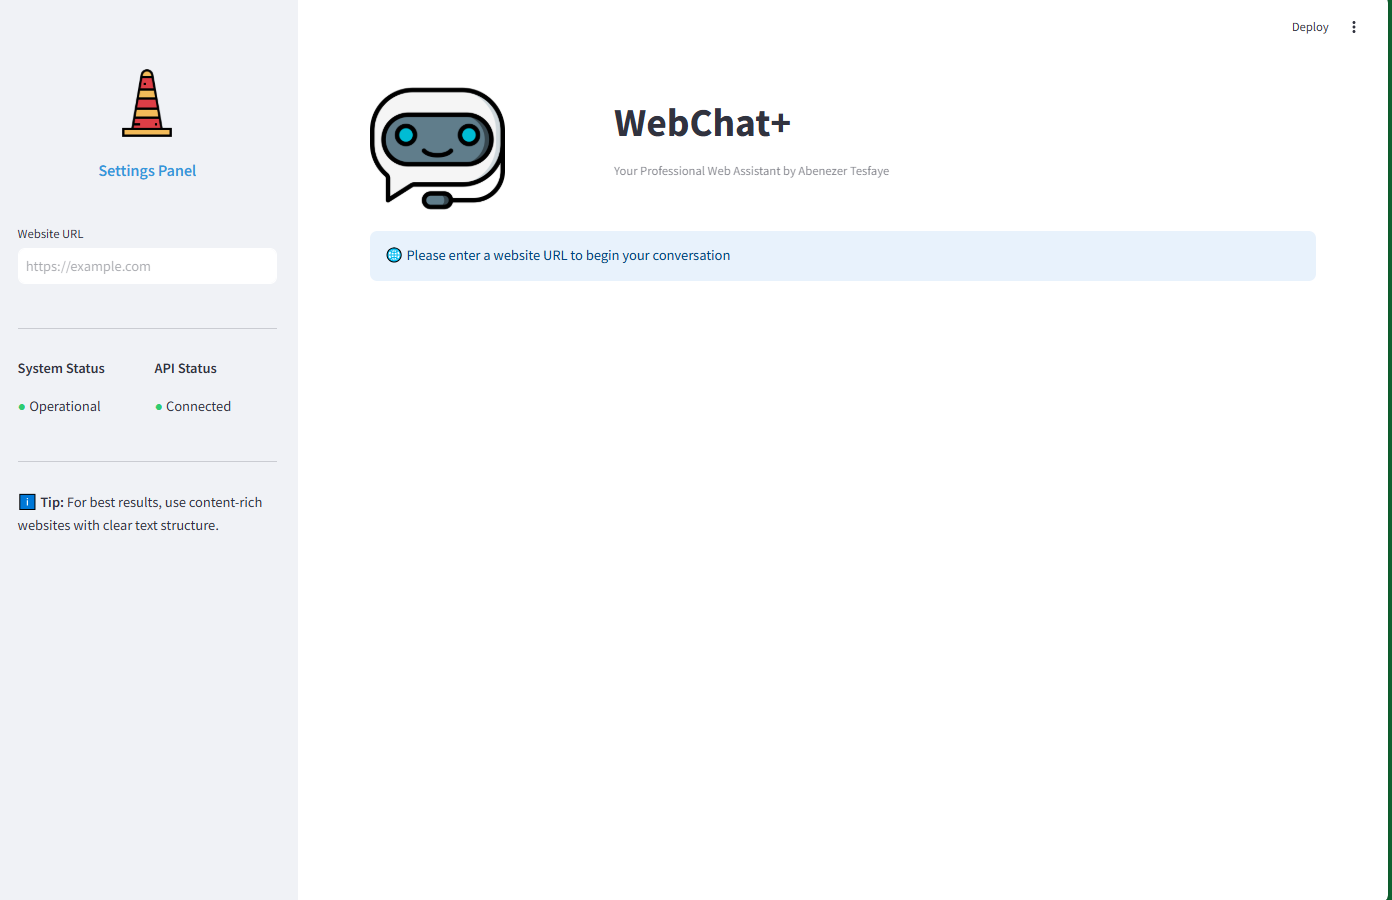 Deploy
Settings Panel
Website URL
https://example.com
System Status
API Status
● Operational
● Connected
ℹ️ Tip: For best results, use content-rich
websites with clear text structure.
WebChat+
Your Professional Web Assistant by Abenezer Tesfaye
🌐 Please enter a website URL to begin your conversation